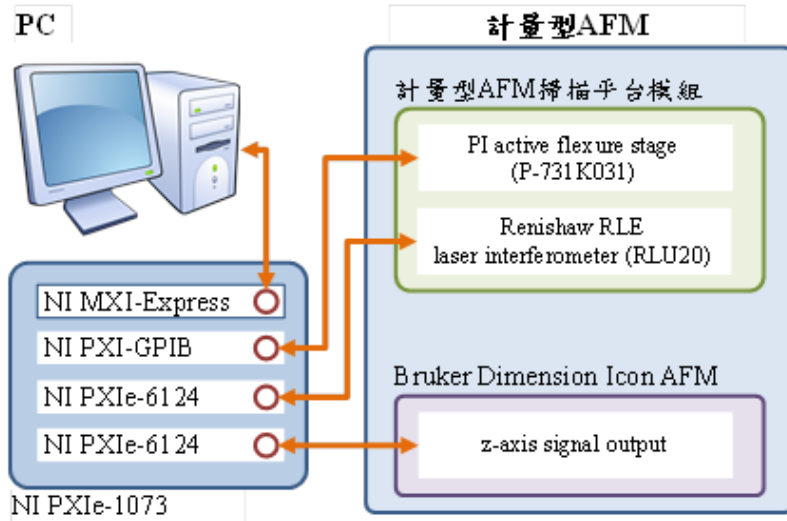 PC
計量型AFM
計量型AFM掃描平台模組
PI active flexure stage
(P-731K031)
Renishaw RLE
laser interferometer (RLU20)
NI MXI-Express
NI PXI-GPIB
NI PXIe-6124
NI PXIe-6124
NI PXIe-1073
Bruker Dimension Icon AFM
z-axis signal output